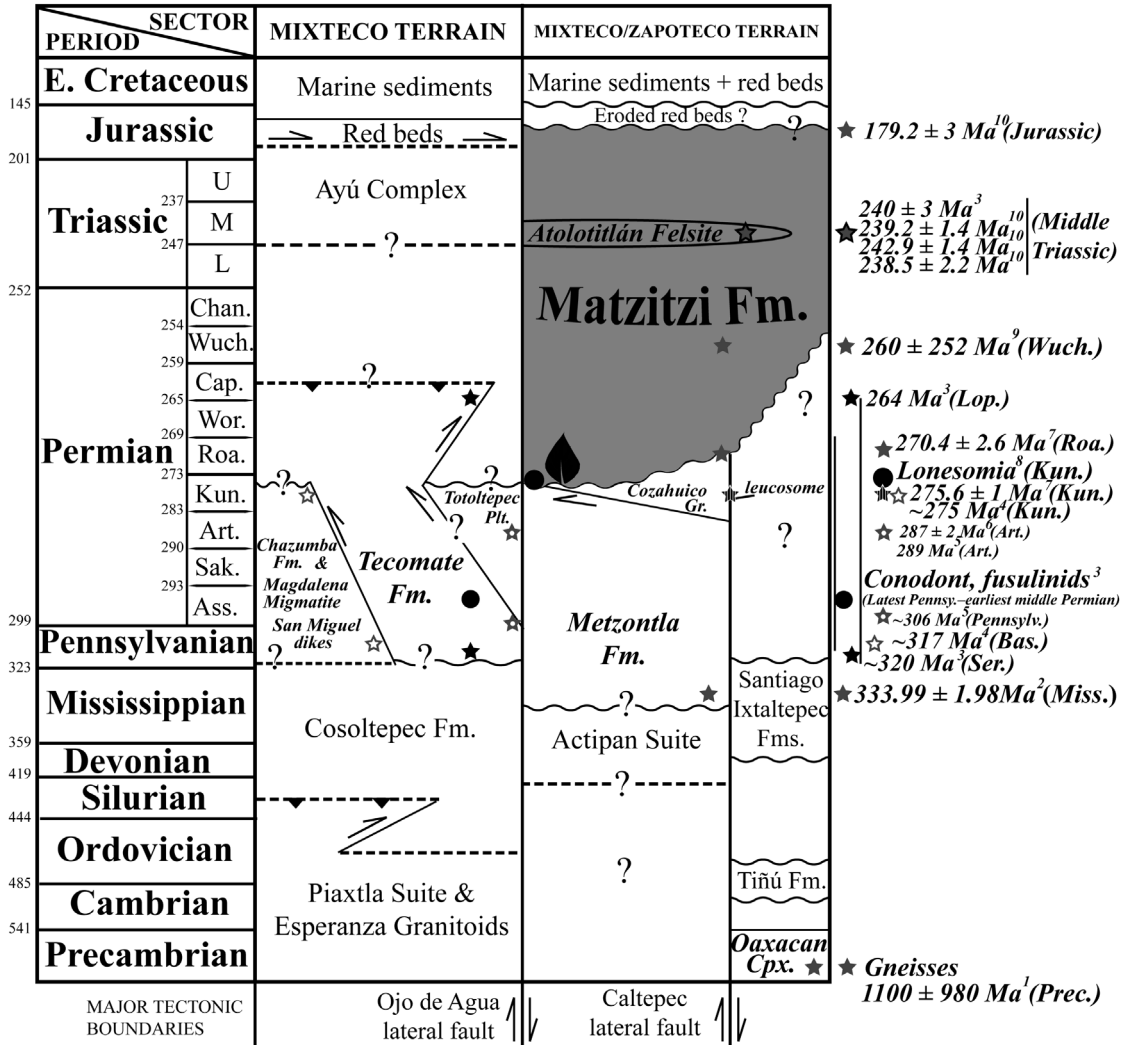 SECTOR
PERIOD
MIXTECO TERRAIN
MIXTECO/ZAPOTECO TERRAIN
E. Cretaceous
Marine sediments
Marine sediments + red beds
145
Jurassic
Red beds
Eroded red beds ?
?
?
179.2 ± 3 Ma10(Jurassic)
201
Triassic
U
237
M
247
L
Ayú Complex
?
Atolotitlán Felsite
240 ± 3 Ma3
239.2 ± 1.4 Ma10
242.9 ± 1.4 Ma10
238.5 ± 2.2 Ma10
(Middle
Triassic)
252
Permian
Chan.
254
Wuch.
259
Cap.
265
Wor.
269
Roa.
273
Kun.
283
Art.
290
Sak.
293
Ass.
299
Matzitzi Fm.
260 ± 252 Ma9(Wuch.)
?
?
264 Ma3(Lop.)
270.4 ± 2.6 Ma7(Roa.)
Lonesomia8(Kun.)
275.6 ± 1 Ma7(Kun.)
~275 Ma4(Kun.)
287 ± 2 Ma6(Art.)
289 Ma5(Art.)
?
?
Totoltepec
Plt.
?
Cozahuico
Gr.
leucosome
?
Chazumba
Fm. &
Magdalena
Migmatite
San Miguel
dikes
Tecomate
Fm.
Conodont, fusulinids3
(Latest Pennsy.–earliest middle Permian)
~306 Ma5(Pennsylv.)
~317 Ma4(Bas.)
~320 Ma3(Ser.)
Pennsylvanian
?
?
Metzontla
Fm.
323
Mississippian
Cosoltepec Fm.
?
Actipan Suite
Santiago
Ixtaltepec
Fms.
333.99 ± 1.98Ma2(Miss.)
359
Devonian
419
?
Silurian
444
Ordovician
485
?
Tiñú Fm.
Cambrian
Piaxtla Suite &
Esperanza Granitoids
541
Precambrian
Oaxacan
Cpx.
Gneisses
1100 ± 980 Ma1(Prec.)
MAJOR TECTONIC
BOUNDARIES
Ojo de Agua
lateral fault
Caltepec
lateral fault